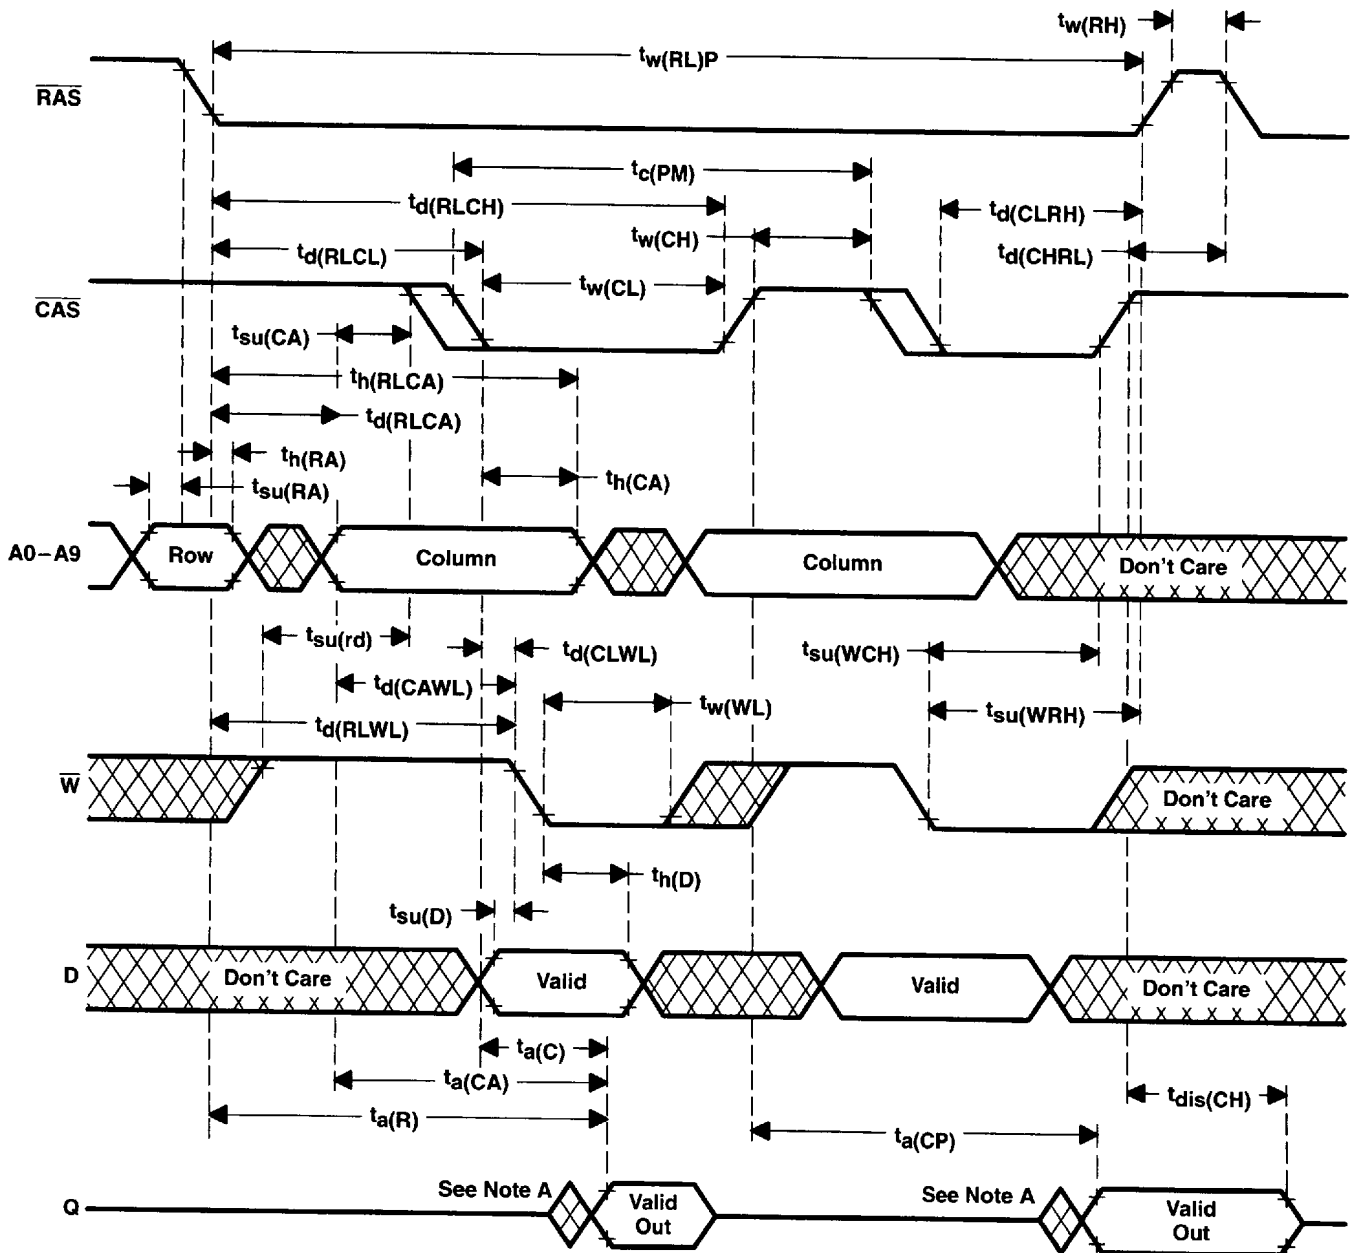 tw(RH)
tw(RL)P
RAS
tc(PM)
td(RLCH)
td(CLRH)
tw(CH)
td(RLCL)
td(CHRL)
tw(CL)
CAS
tsu(CA)
th(RLCA)
td(RLCA)
th(RA)
th(CA)
tsu(RA)
A0–A9
Row
Column
Column
Don't Care
tsu(rd)
td(CLWL)
tsu(WCH)
td(CAWL)
tw(WL)
tsu(WRH)
td(RLWL)
W
Don't Care
th(D)
tsu(D)
D
Don't Care
Valid
Valid
Don't Care
ta(C)
ta(CA)
tdis(CH)
ta(R)
ta(CP)
Q
See Note A
Valid
Out
See Note A
Valid
Out